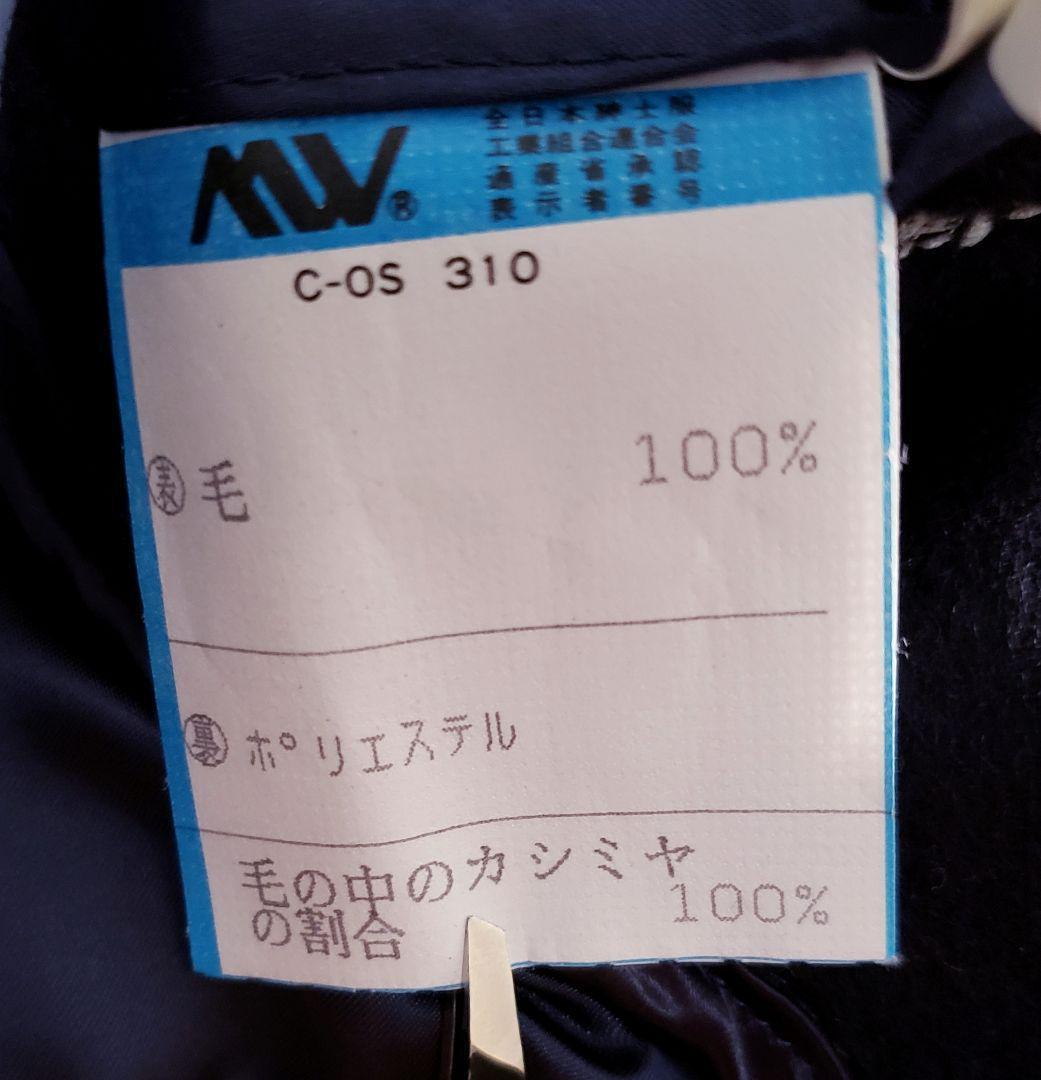 MW®
全日本紳士服
工業組合連合会
通産省承認
表示者番号
C-OS 310
表 毛 100%
裏 ポリエステル
毛の中のカシミヤ
の割合 100%